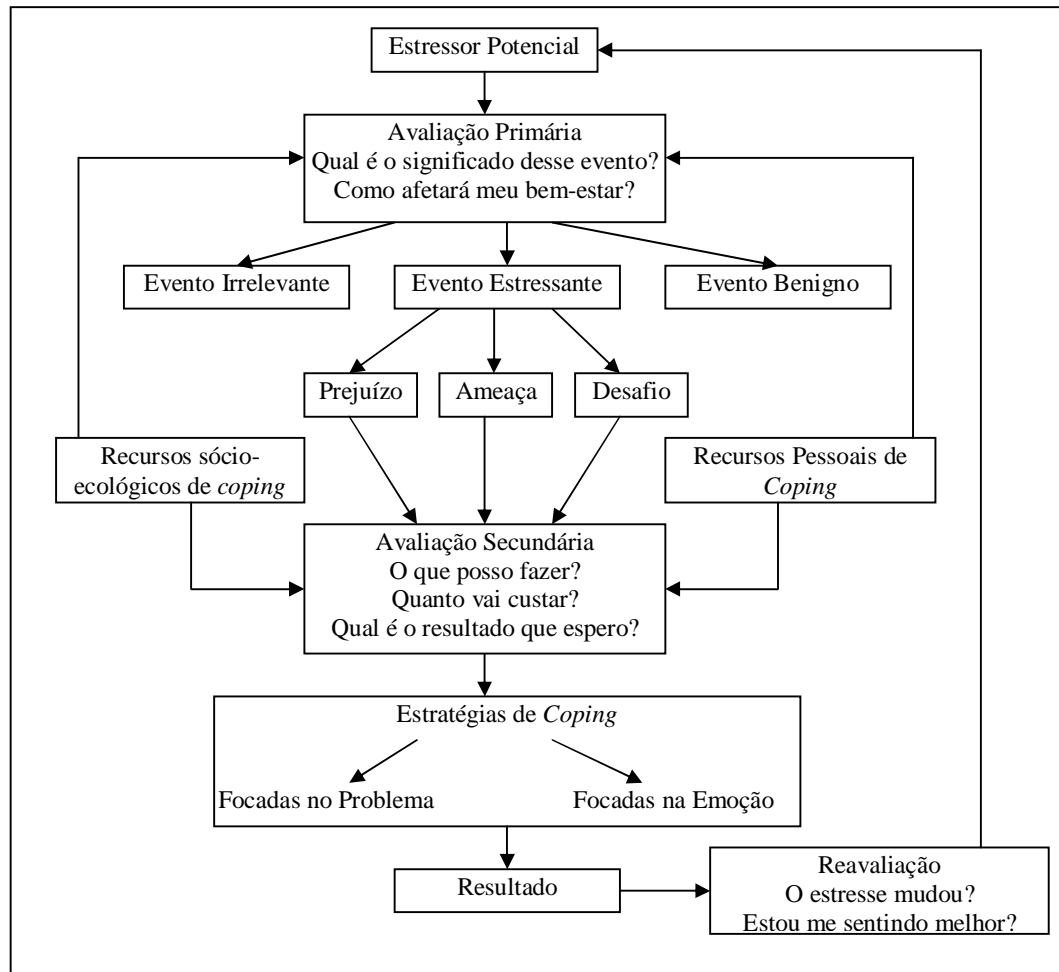 Estressor Potencial
Avaliação Primária
Qual é o significado desse evento?
Como afetará meu bem-estar?
Evento Irrelevante
Evento Estressante
Evento Benigno
Prejuízo
Ameaça
Desafio
Recursos sócio-
ecológicos de coping
Recursos Pessoais de
Coping
Avaliação Secundária
O que posso fazer?
Quanto vai custar?
Qual é o resultado que espero?
Estratégias de Coping
Focadas no Problema
Focadas na Emoção
Resultado
Reavaliação
O estresse mudou?
Estou me sentindo melhor?